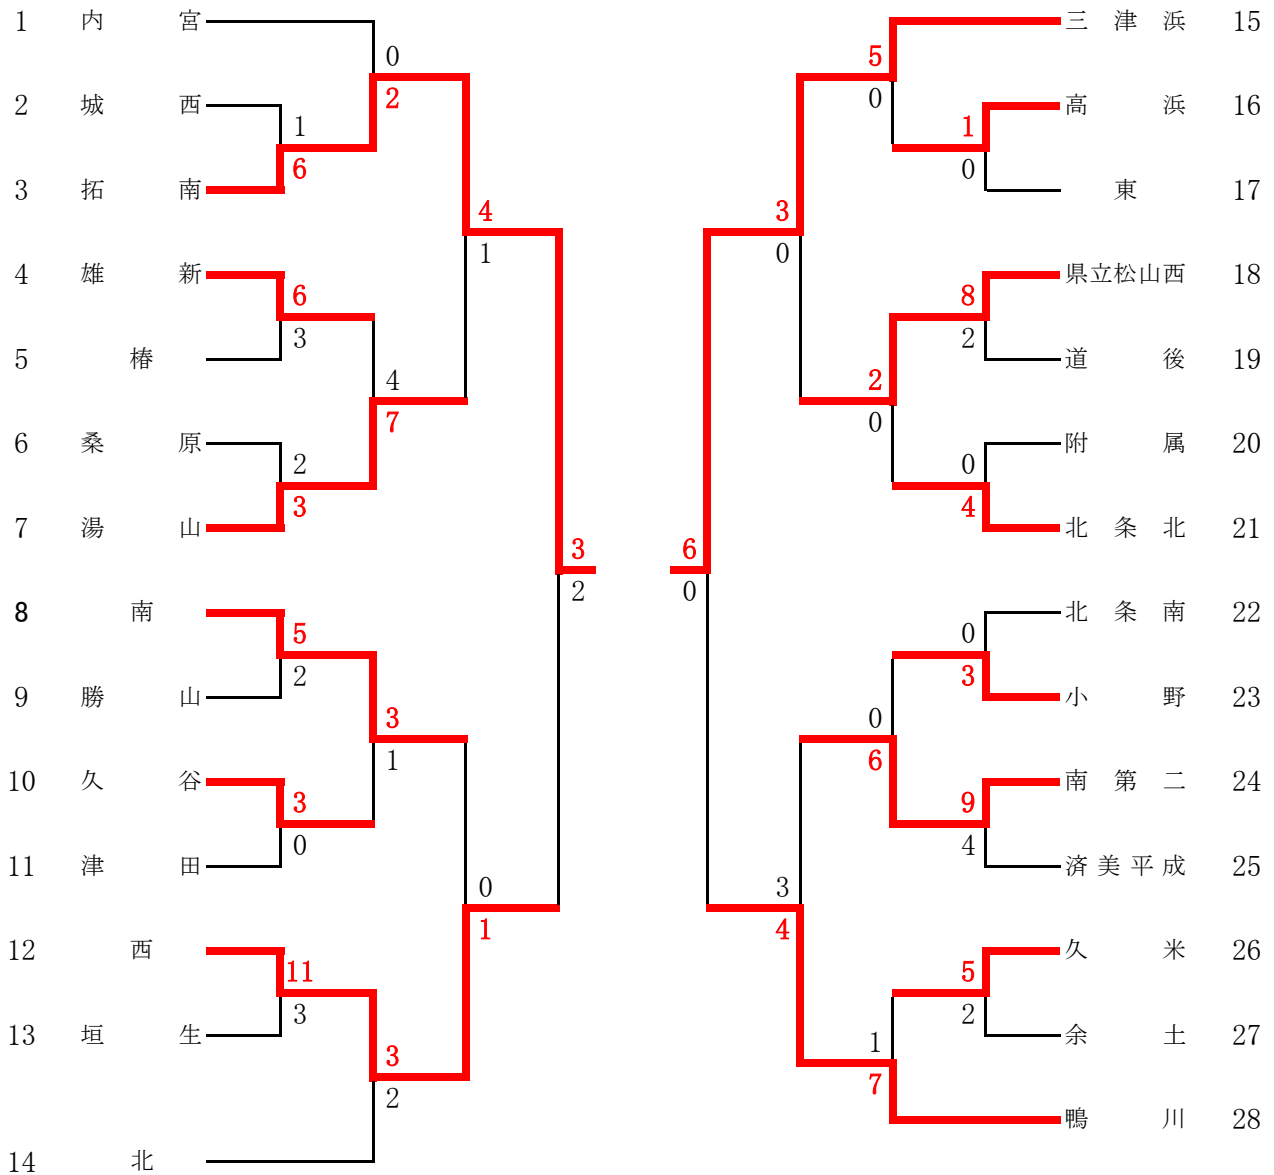 1 内宮 0 5 三津浜 15
2 城西 2 0 高浜 16
1 1
3 拓南 6 0 東 17
4 3
4 雄新 1 0 県立松山西 18
6 8
5 椿 3 2 道後 19
4 2
6 桑原 7 0 附属 20
2 0
7 湯山 3 4 北条北 21
3 6
8 南 2 0 北条南 22
5 0
9 勝山 2 3 小野 23
3 0
10 久谷 1 6 南第二 24
3 9
11 津田 0 4 済美平成 25
0 3
12 西 1 4 久米 26
11 5
13 垣生 3 2 余土 27
3 1
14 北 2 7 鴨川 28